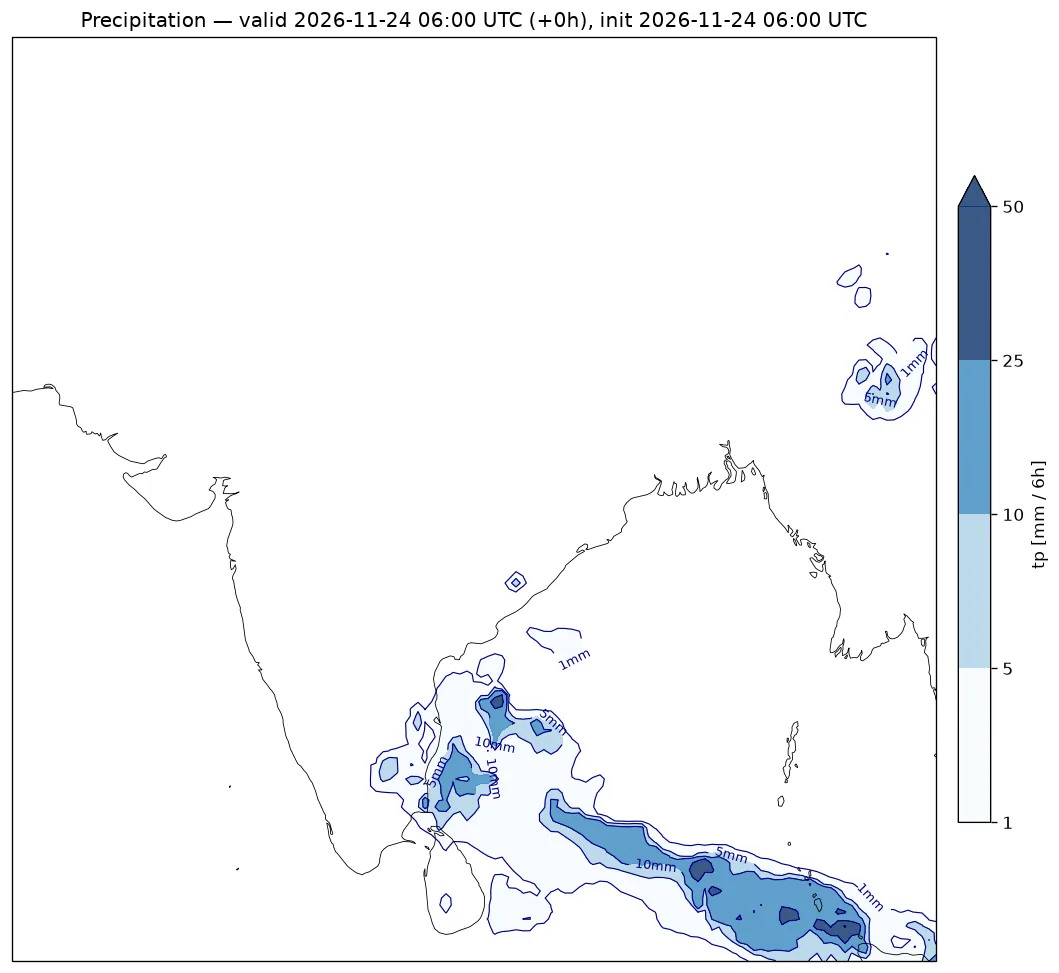 Precipitation — valid 2026-11-24 06:00 UTC (+0h), init 2026-11-24 06:00 UTC
50
25
10
5
1
tp [mm / 6h]
1mm
5mm
1mm
5mm
10mm
5mm
10mm
5mm
10mm
1mm